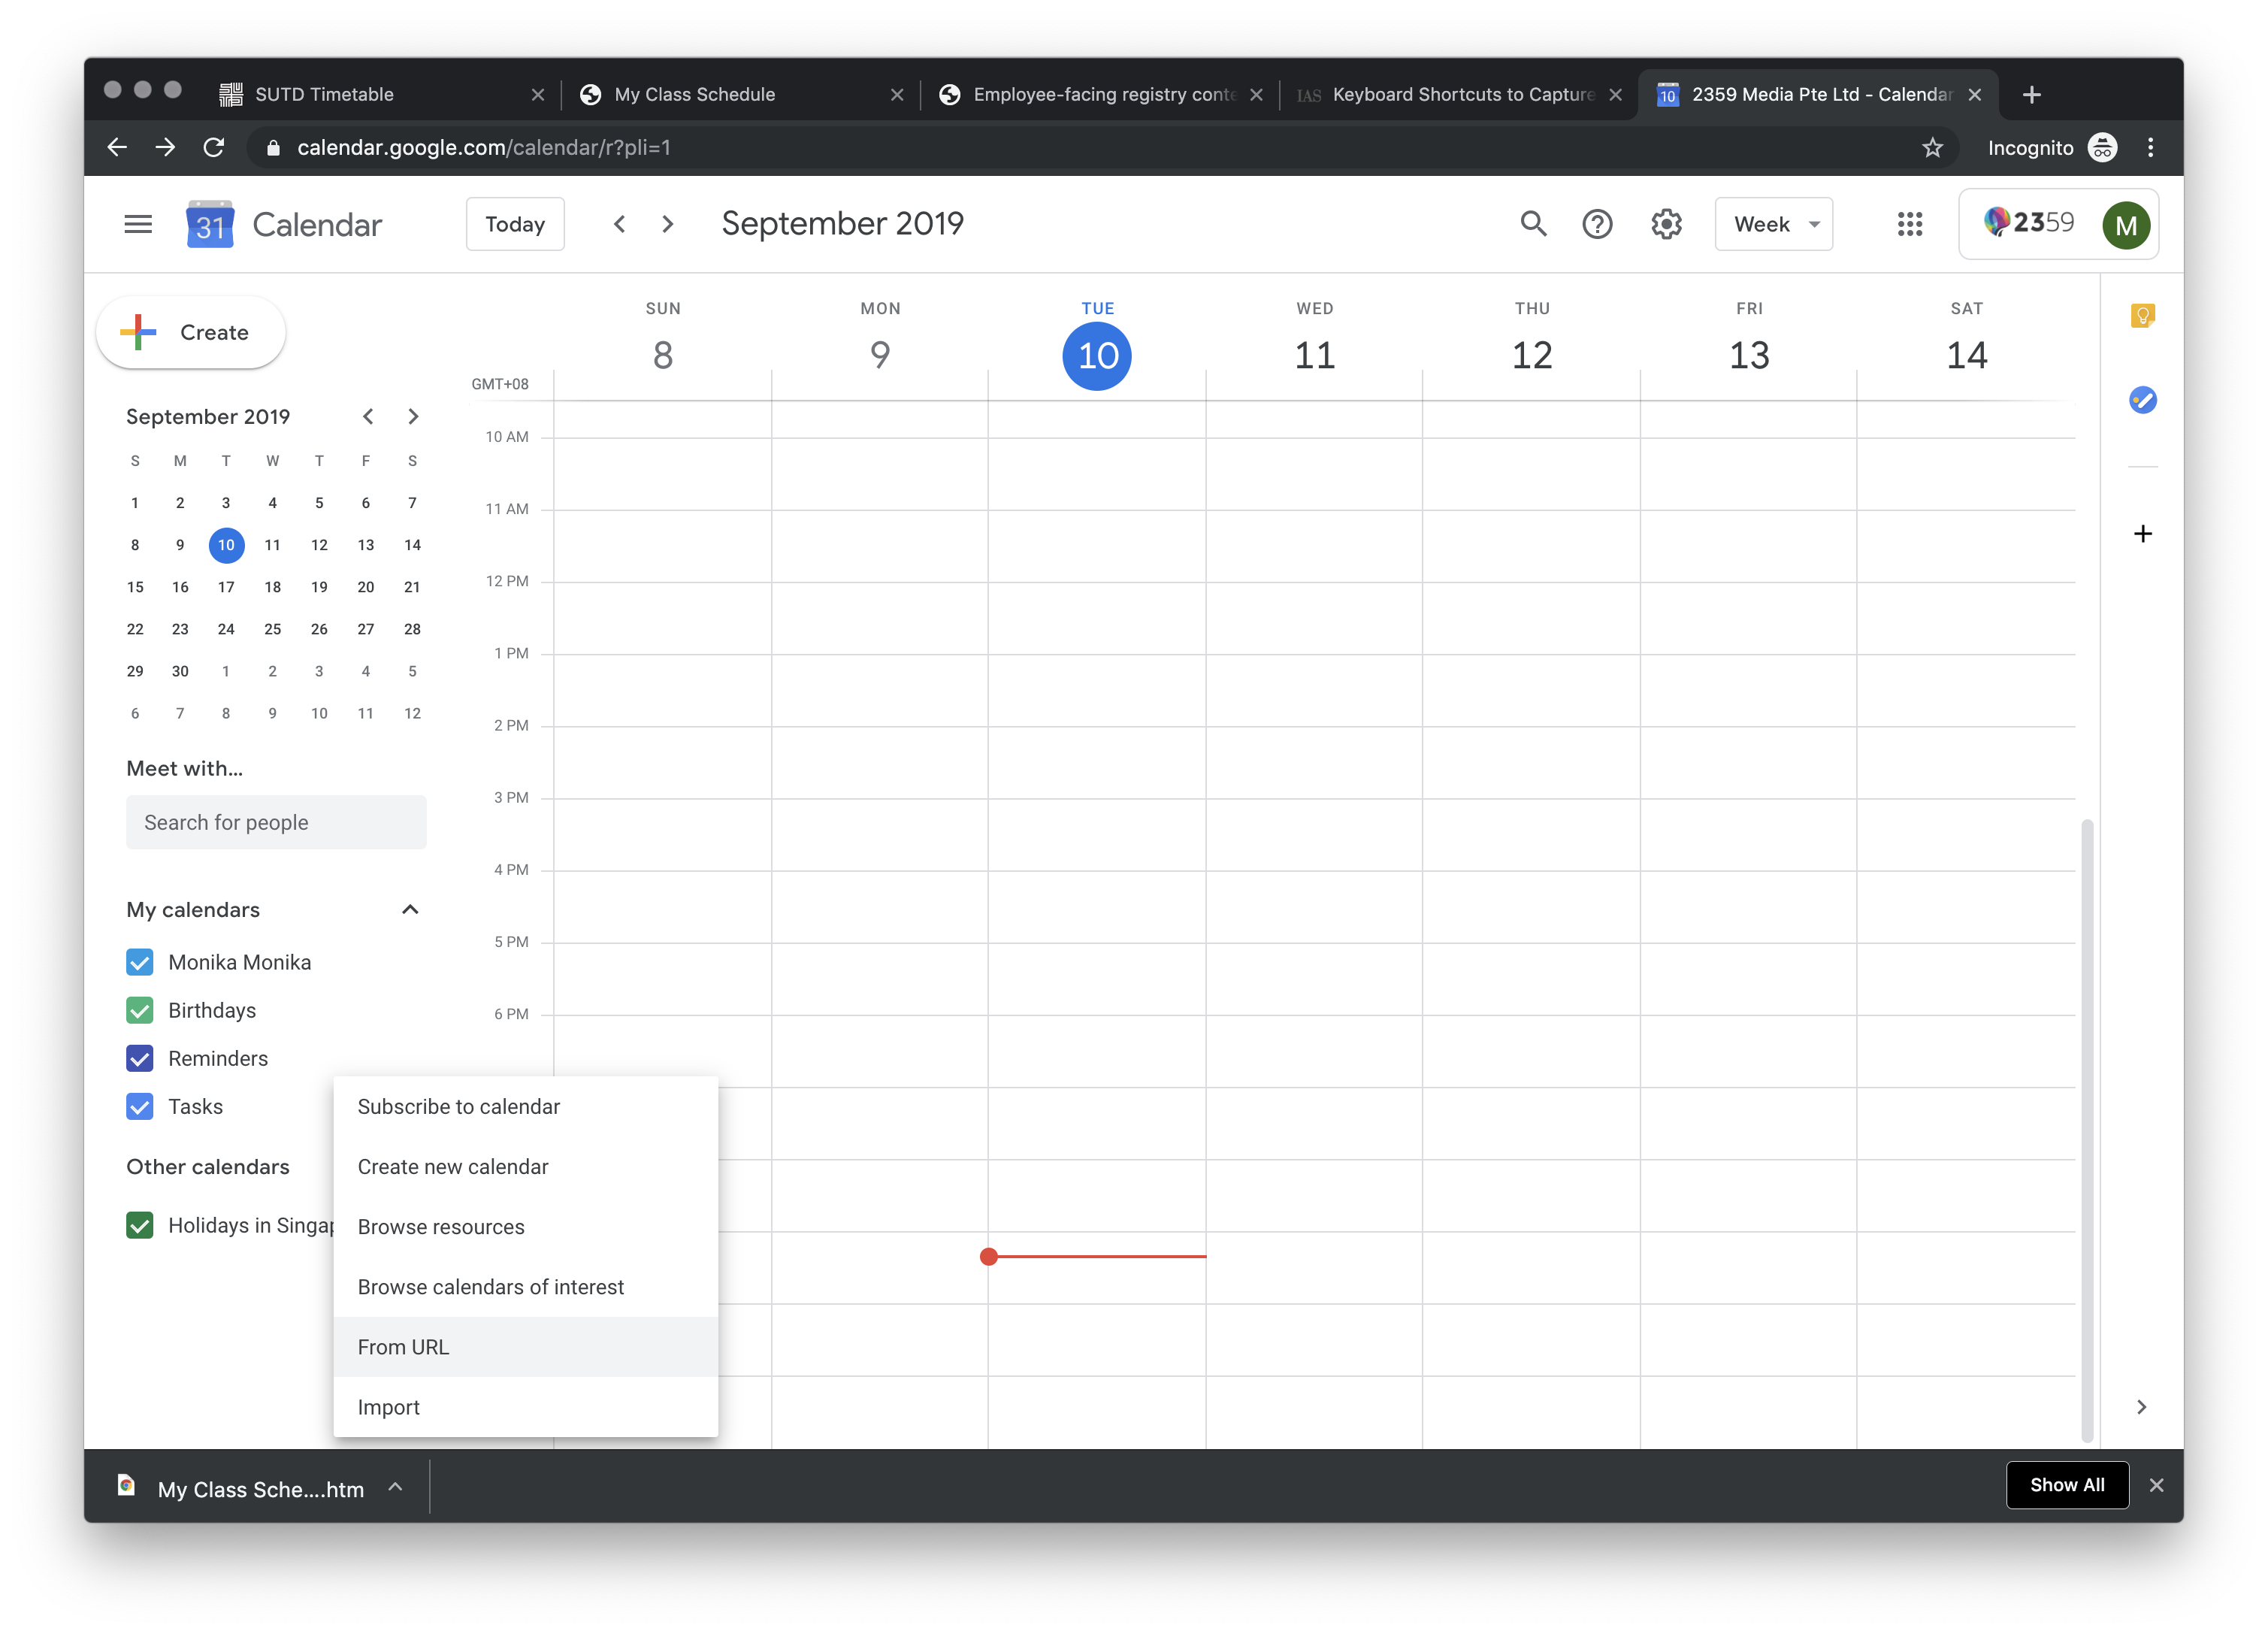 SUTD Timetable
My Class Schedule
Employee-facing registry conte
IAS Keyboard Shortcuts to Capture
10 2359 Media Pte Ltd - Calendar
calendar.google.com/calendar/r?pli=1
Incognito
31 Calendar
Today
September 2019
Week
2359
M
Create
SUN MON TUE WED THU FRI SAT
8 9 10 11 12 13 14
GMT+08
September 2019
S M T W T F S
1 2 3 4 5 6 7
8 9 10 11 12 13 14
15 16 17 18 19 20 21
22 23 24 25 26 27 28
29 30 1 2 3 4 5
6 7 8 9 10 11 12
Meet with...
Search for people
My calendars
Monika Monika
Birthdays
Reminders
Tasks
Other calendars
Holidays in Singap
10 AM
11 AM
12 PM
1 PM
2 PM
3 PM
4 PM
5 PM
6 PM
Subscribe to calendar
Create new calendar
Browse resources
Browse calendars of interest
From URL
Import
My Class Sche....htm
Show All